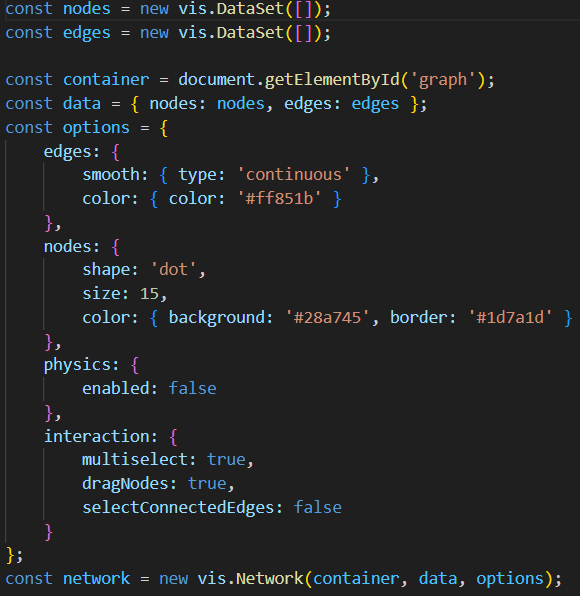 const nodes = new vis.DataSet([]);
const edges = new vis.DataSet([]);

const container = document.getElementById('graph');
const data = { nodes: nodes, edges: edges };
const options = {
    edges: {
        smooth: { type: 'continuous' },
        color: { color: '#ff851b' }
    },
    nodes: {
        shape: 'dot',
        size: 15,
        color: { background: '#28a745', border: '#1d7a1d' }
    },
    physics: {
        enabled: false
    },
    interaction: {
        multiselect: true,
        dragNodes: true,
        selectConnectedEdges: false
    }
};
const network = new vis.Network(container, data, options);